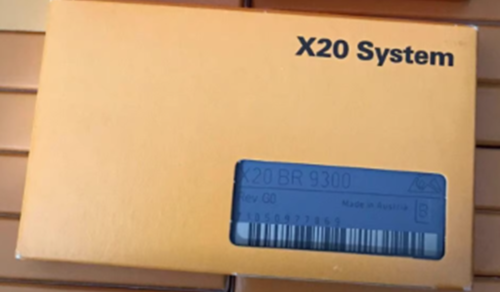 X20 System
X20 BR 9300
Rev G0
Made in Austria
B